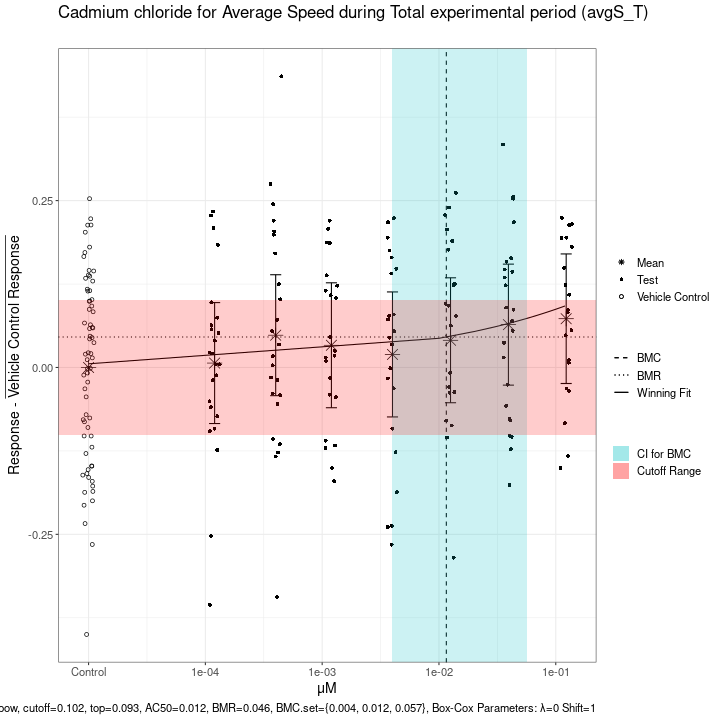 Cadmium chloride for Average Speed during Total experimental period (avgS_T)
Response - Vehicle Control Response
0.25
0.00
-0.25
Control
1e-04
1e-03
1e-02
1e-01
µM
Mean
Test
Vehicle Control
BMC
BMR
Winning Fit
CI for BMC
Cutoff Range
cutoff=0.102, top=0.093, AC50=0.012, BMR=0.046, BMC.set={0.004, 0.012, 0.057}, Box-Cox Parameters: λ=0 Shift=1